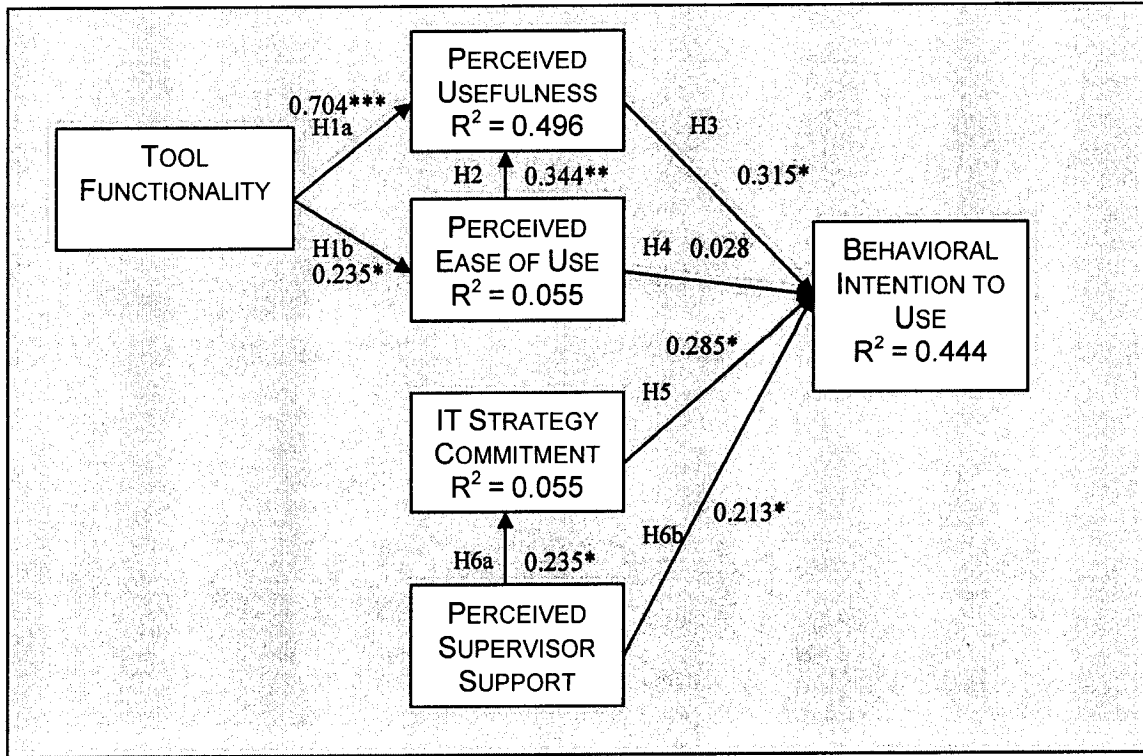 PERCEIVED
USEFULNESS
R² = 0.496
0.704***
H1a
H3
TOOL
FUNCTIONALITY
H2 0.344**
0.315*
PERCEIVED
EASE OF USE
R² = 0.055
H1b
0.235*
H4 0.028
BEHAVIORAL
INTENTION TO
USE
R² = 0.444
0.285*
H5
IT STRATEGY
COMMITMENT
R² = 0.055
0.213*
H6b
H6a 0.235*
PERCEIVED
SUPERVISOR
SUPPORT